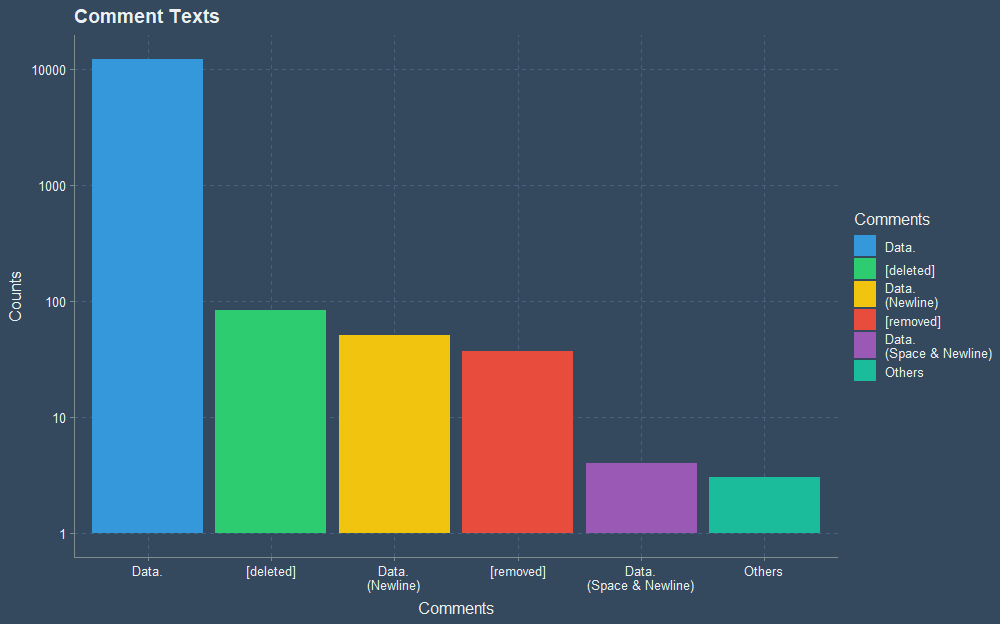 Comment Texts
Counts
10000
1000
100
10
1
Data.
[deleted]
Data.
(Newline)
[removed]
Data.
(Space & Newline)
Others
Comments
Comments
Data.
[deleted]
Data.
(Newline)
[removed]
Data.
(Space & Newline)
Others